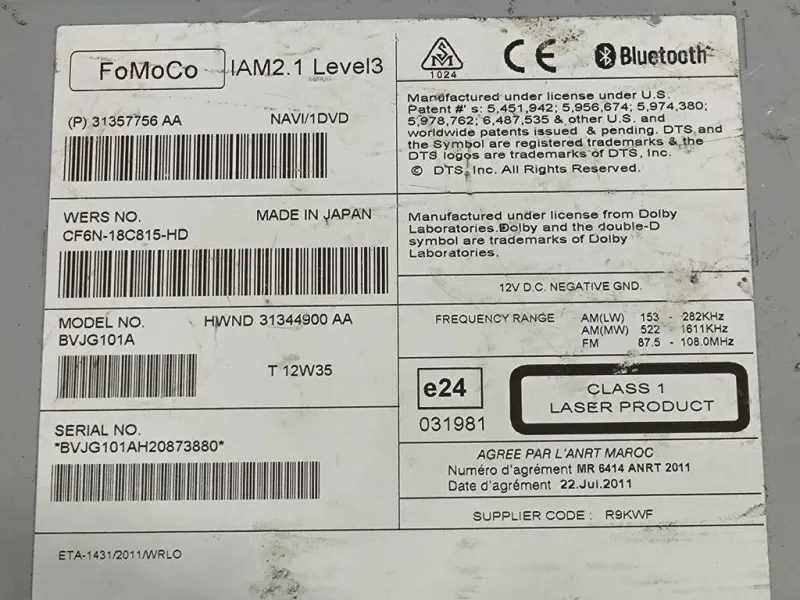 FoMoCo IAM2.1 Level3
(P) 31357756 AA NAVI/1DVD
WERS NO. MADE IN JAPAN
CF6N-18C815-HD
MODEL NO. HWND 31344900 AA
BVJG101A
T 12W35
SERIAL NO.
*BVJG101AH20873880*
ETA-1431/2011/WRLO
SM
1024
CE
Bluetooth
Manufactured under license under U.S.
Patent #'s: 5,451,942; 5,956,674; 5,974,380;
5,978,762; 6,487,535 & other U.S. and
worldwide patents issued & pending. DTS and
the Symbol are registered trademarks & the
DTS logos are trademarks of DTS, Inc.
© DTS, Inc. All Rights Reserved.
Manufactured under license from Dolby
Laboratories. Dolby and the double-D
symbol are trademarks of Dolby
Laboratories.
12V D.C. NEGATIVE GND.
FREQUENCY RANGE AM(LW) 153 - 282KHz
AM(MW) 522 - 1611KHz
FM 87.5 - 108.0MHz
e24
031981
CLASS 1
LASER PRODUCT
AGREE PAR L'ANRT MAROC
Numéro d'agrément MR 6414 ANRT 2011
Date d'agrément 22.Jul.2011
SUPPLIER CODE : R9KWF